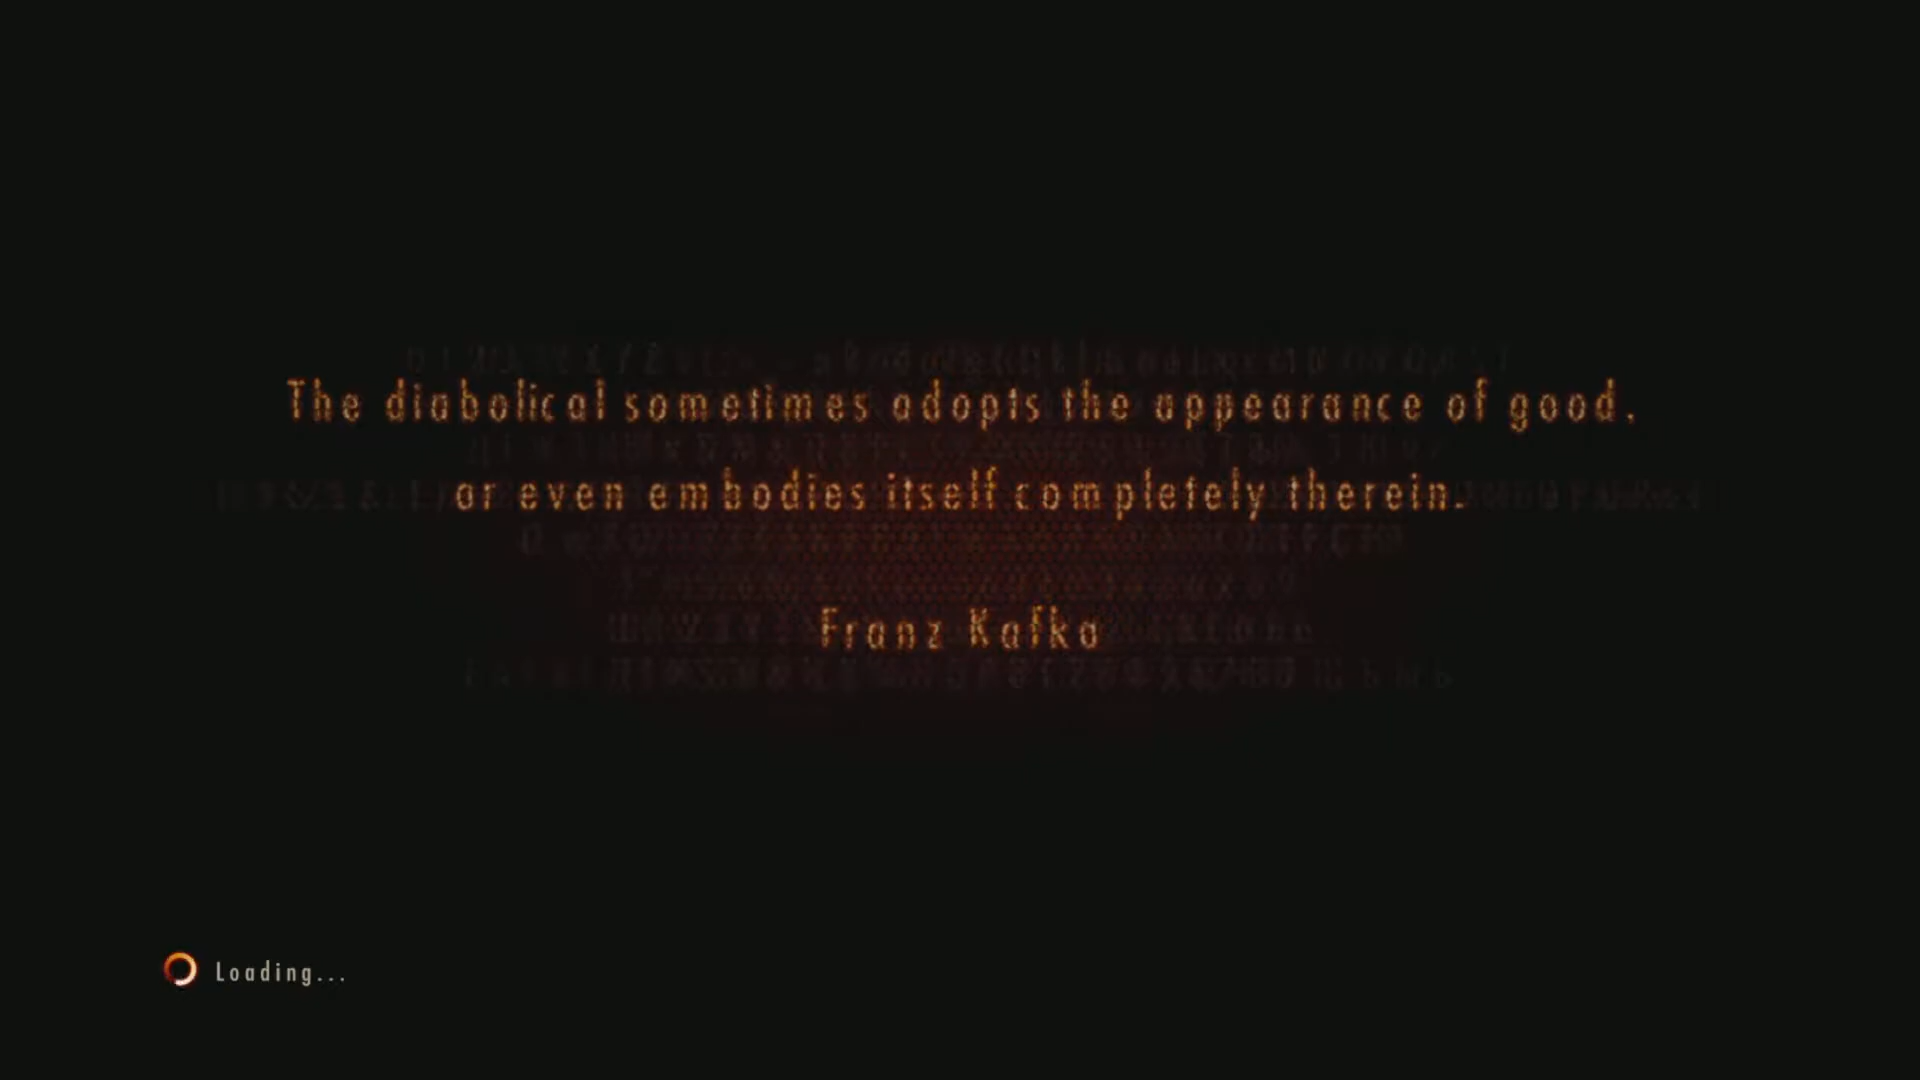 The diabolical sometimes adopts the appearance of good,
or even embodies itself completely therein.
Franz Kafka
Loading...